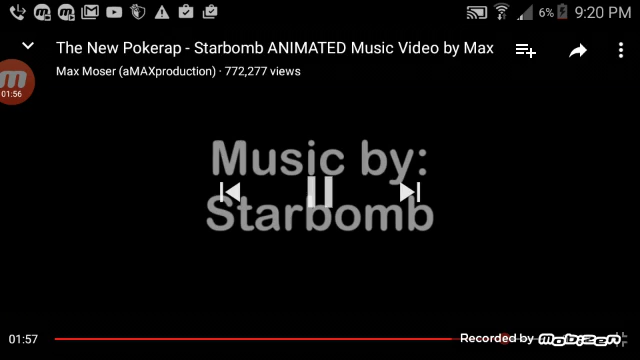 6% 9:20 PM
The New Pokerap - Starbomb ANIMATED Music Video by Max
Max Moser (aMAXproduction) · 772,277 views
01:56
Music by:
Starbomb
01:57
Recorded by Mobizen